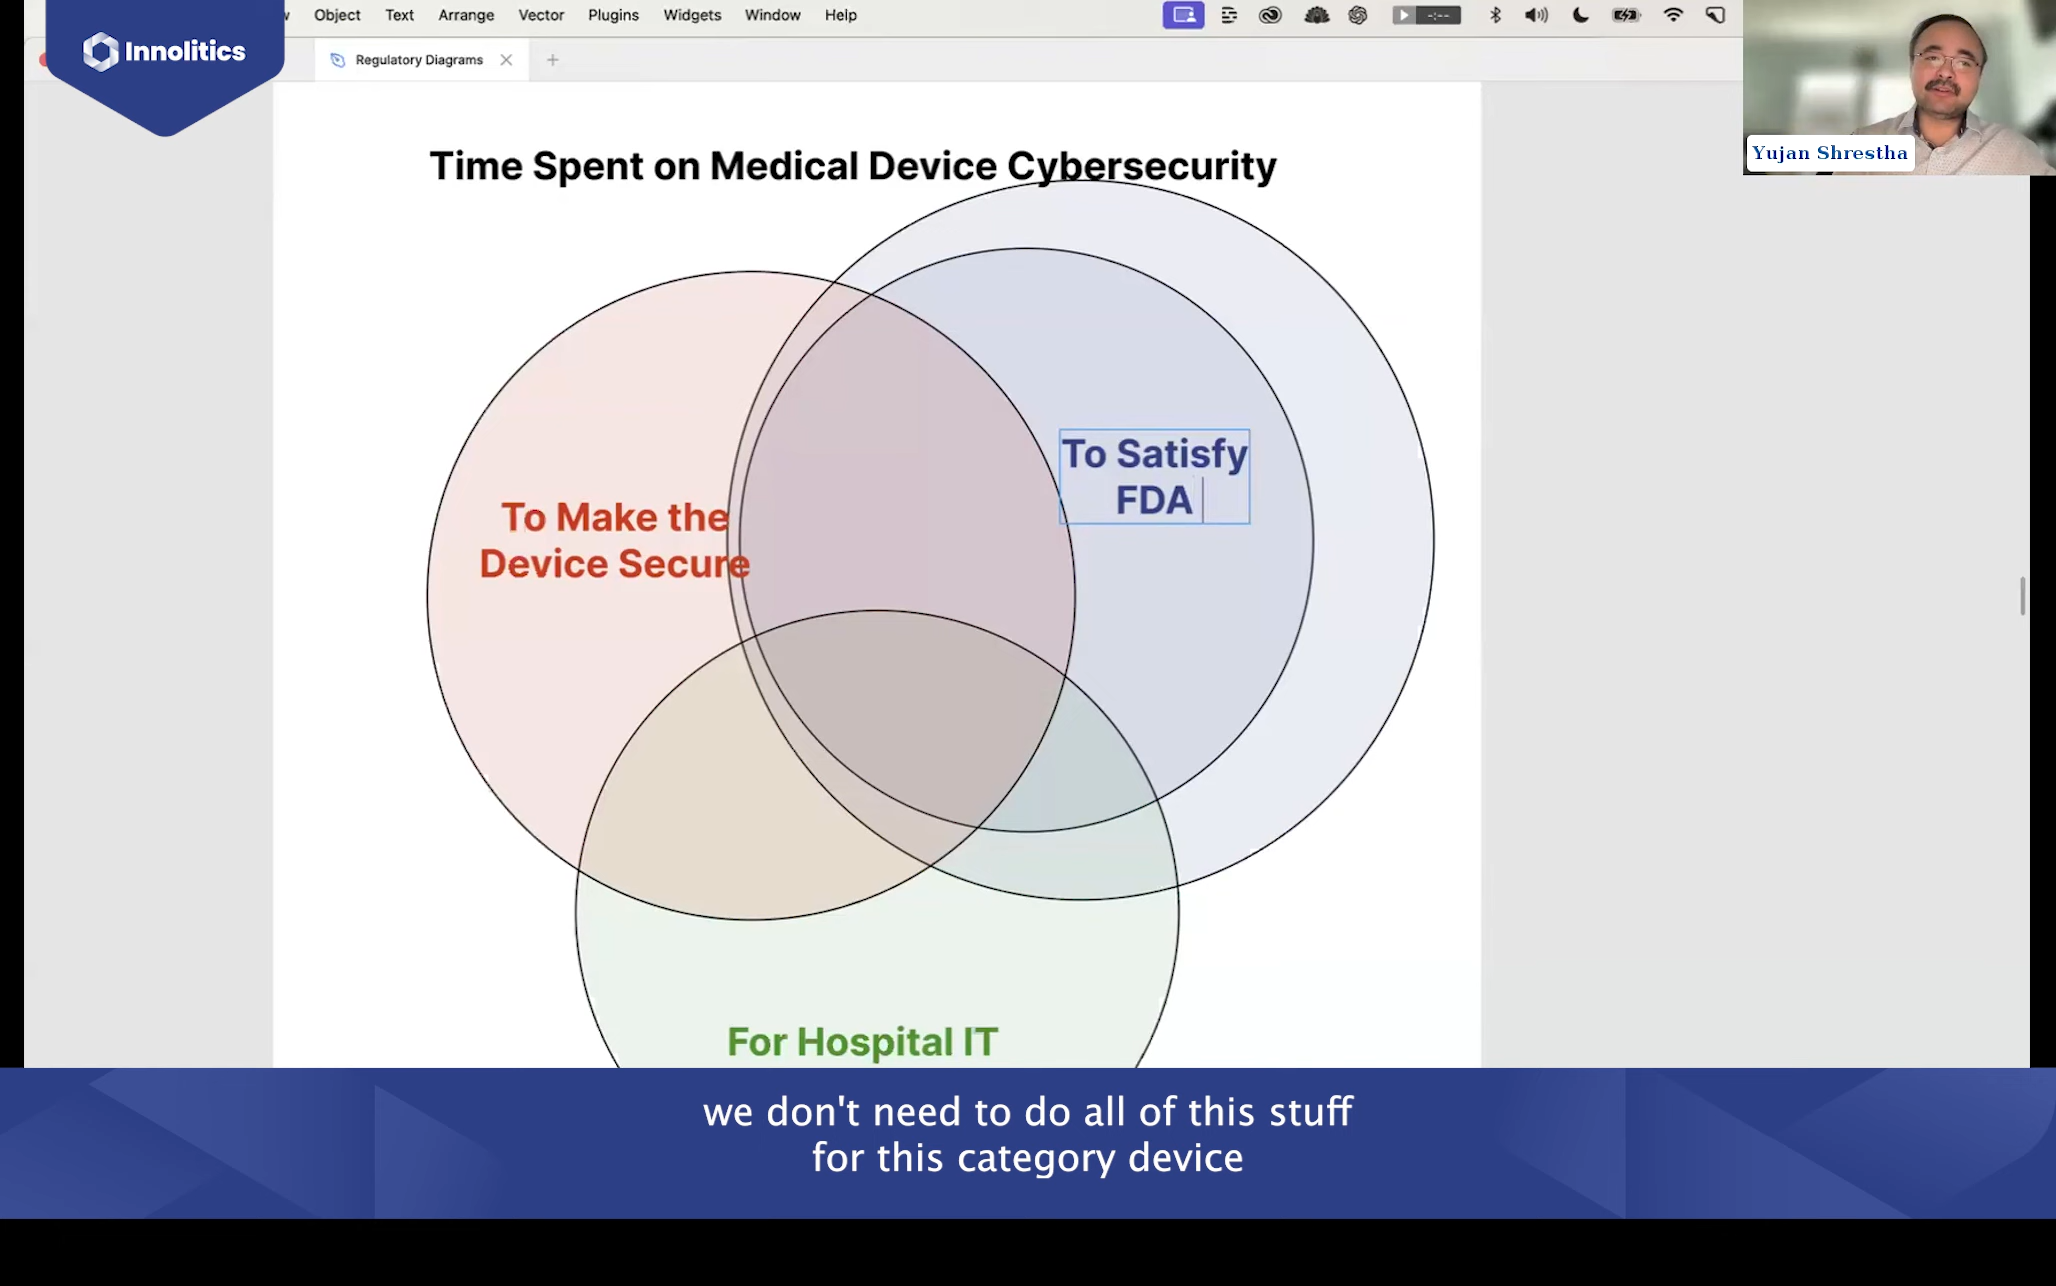 Object Text Arrange Vector Plugins Widgets Window Help
Innolitics
Regulatory Diagrams
Yujan Shrestha
Time Spent on Medical Device Cybersecurity
To Satisfy
FDA
To Make the
Device Secure
For Hospital IT
we don't need to do all of this stuff
for this category device